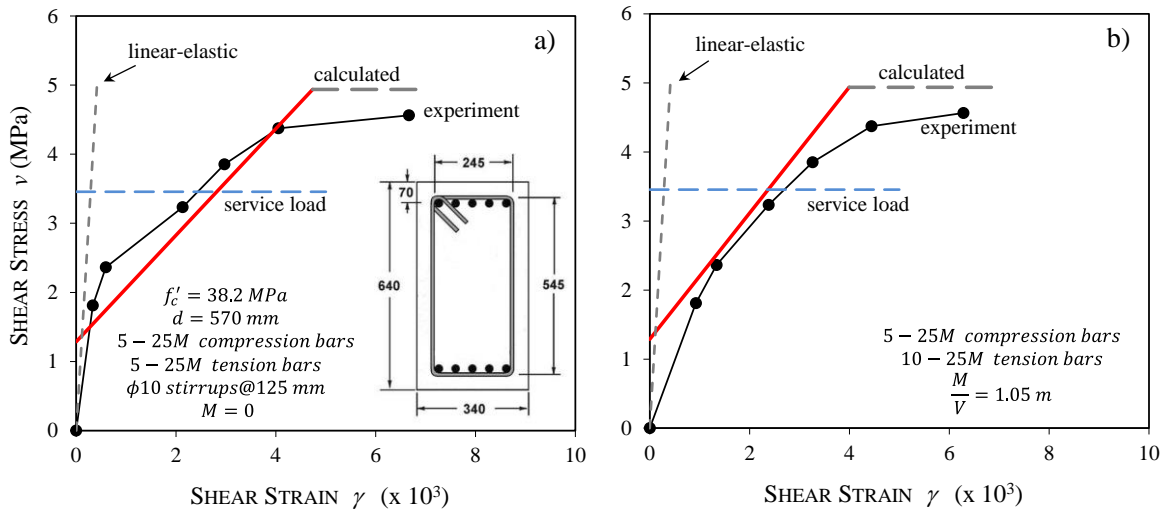 a)
6
5
4
3
2
1
0
SHEAR STRESS v (MPa)
linear-elastic
calculated
experiment
service load
245
70
640
545
340
f′c = 38.2 MPa
d = 570 mm
5 − 25M compression bars
5 − 25M tension bars
ϕ10 stirrups@125 mm
M = 0
0 2 4 6 8 10
SHEAR STRAIN γ (x 10³)
b)
6
5
4
3
2
1
0
linear-elastic
calculated
experiment
service load
5 − 25M compression bars
10 − 25M tension bars
M/V = 1.05 m
0 2 4 6 8 10
SHEAR STRAIN γ (x 10³)